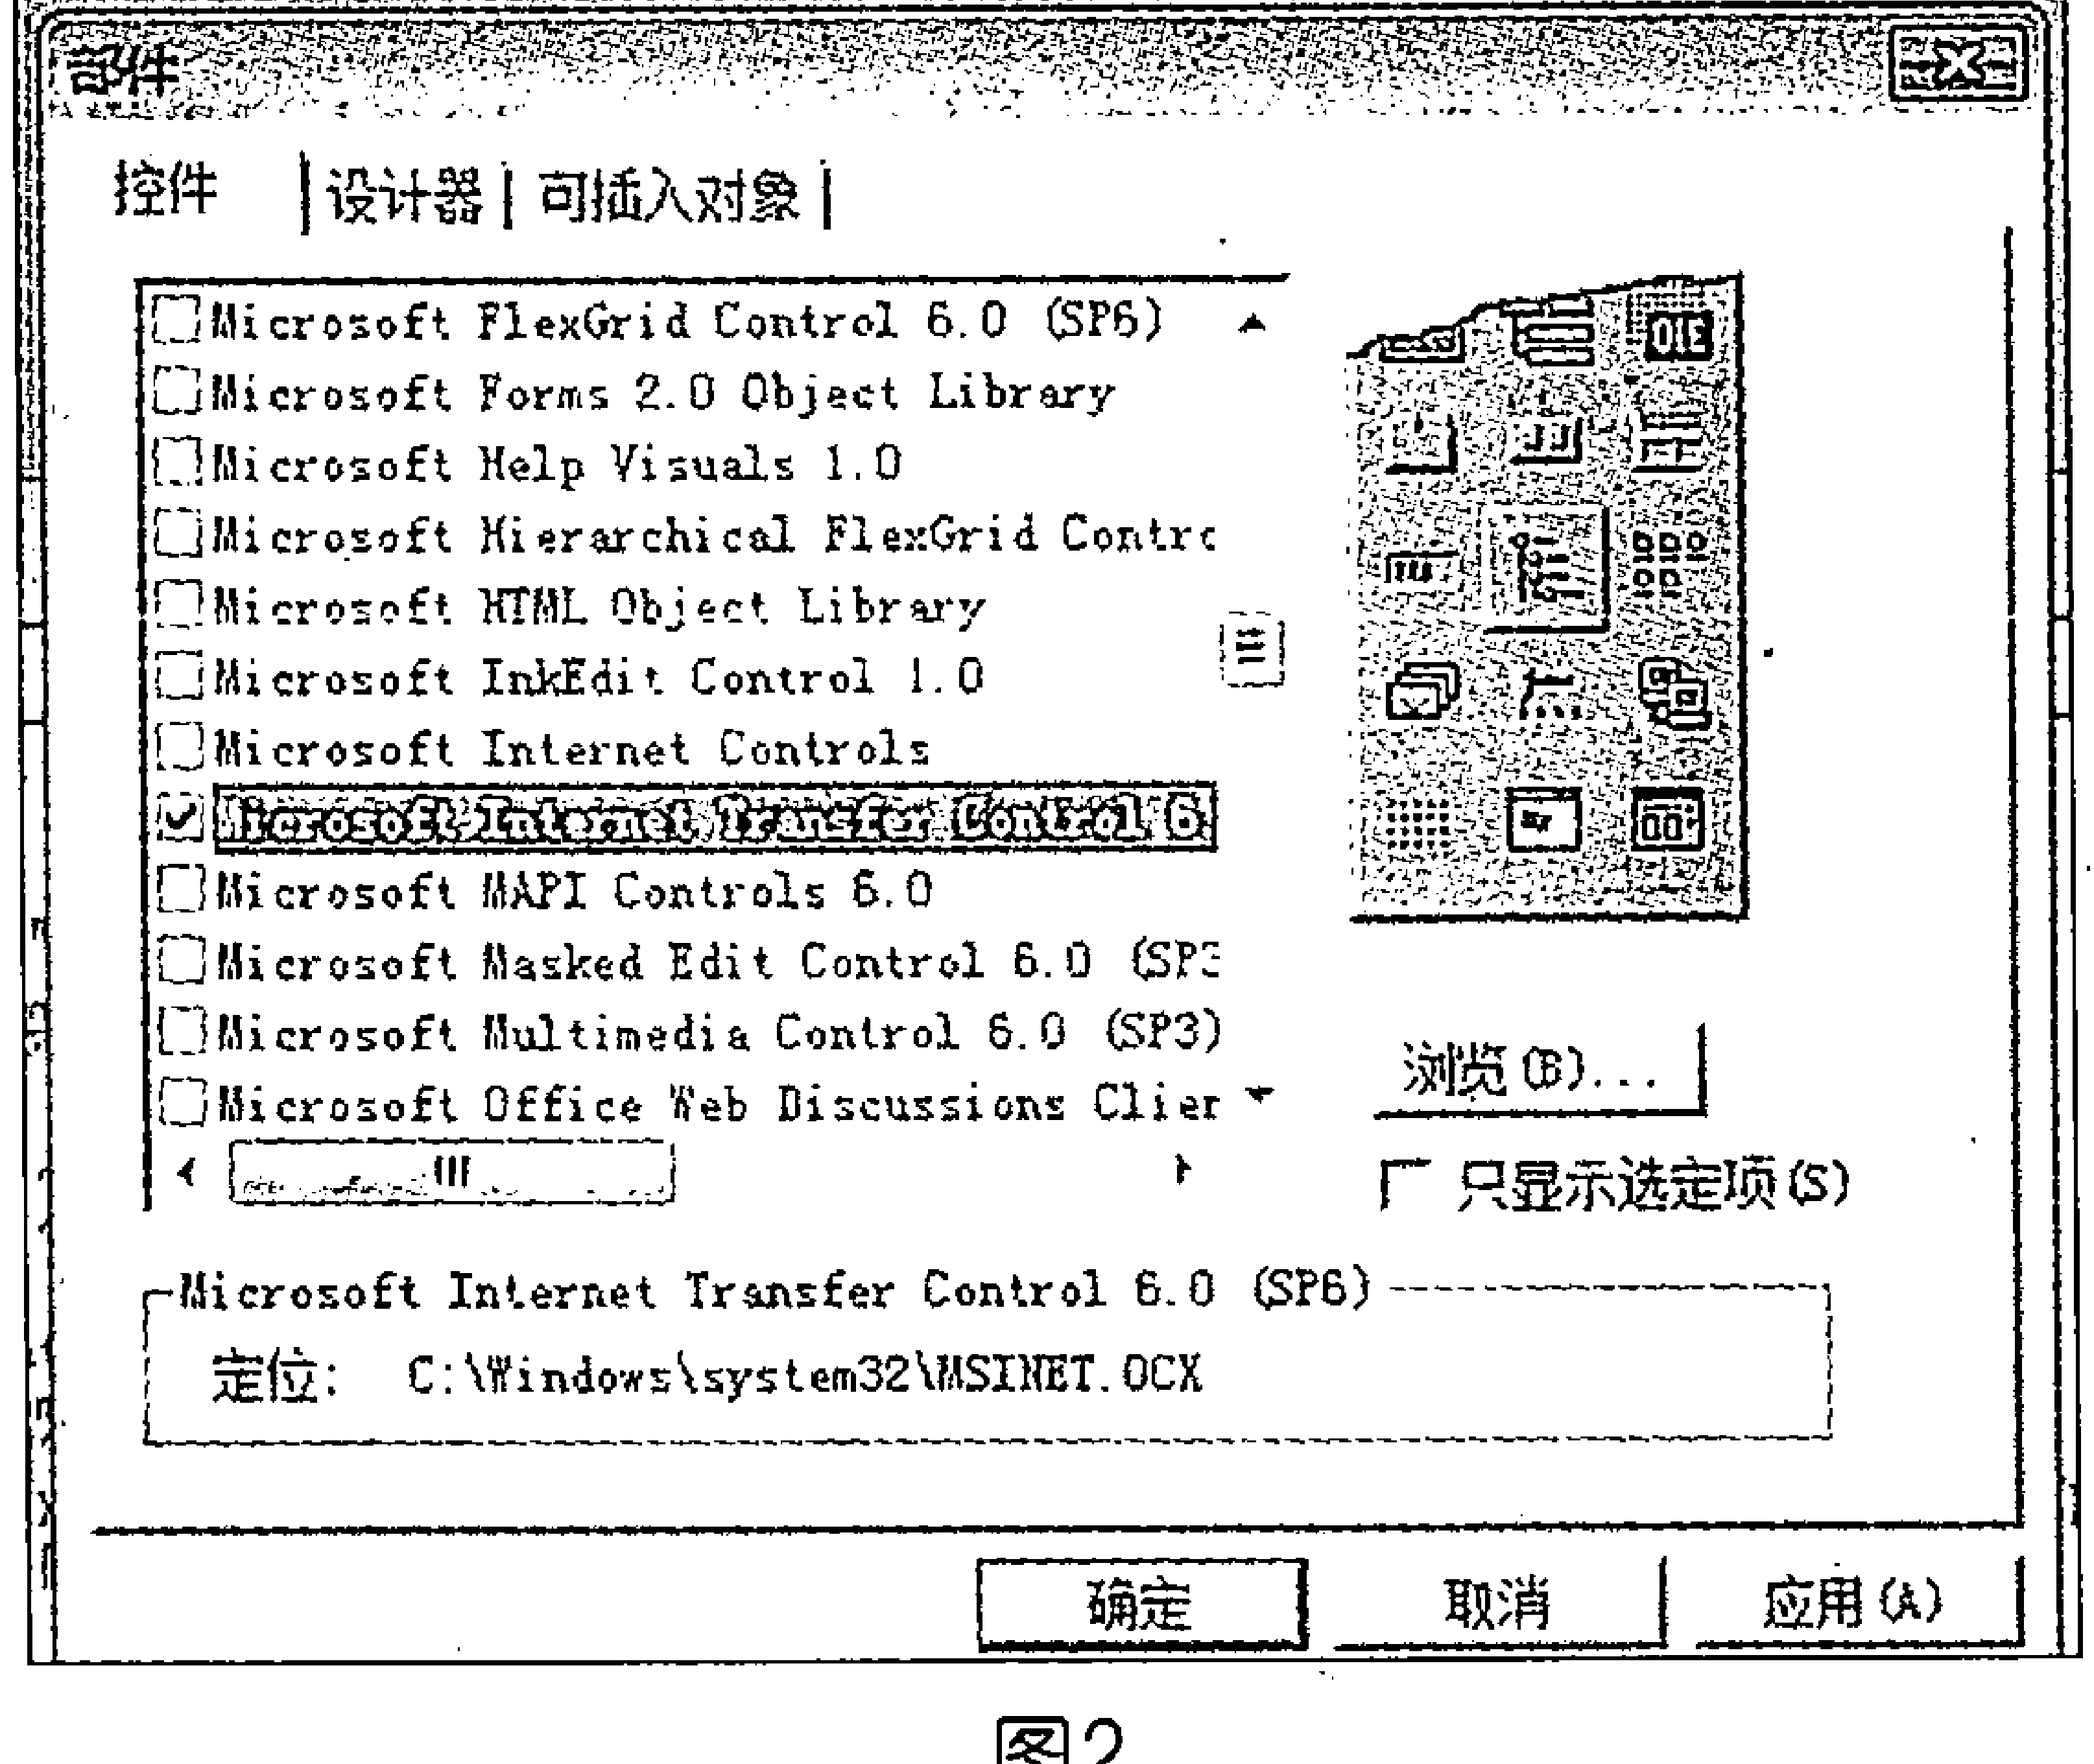 部件
控件 设计器 可插入对象
Microsoft FlexGrid Control 6.0 (SP6)
Microsoft Forms 2.0 Object Library
Microsoft Help Visuals 1.0
Microsoft Hierarchical FlexGrid Contro
Microsoft HTML Object Library
Microsoft InkEdit Control 1.0
Microsoft Internet Controls
Microsoft Internet Transfer Control 6.
Microsoft MAPI Controls 6.0
Microsoft Masked Edit Control 6.0 (SP3
Microsoft Multimedia Control 6.0 (SP3)
Microsoft Office Web Discussions Clier
浏览(B)...
只显示选定项(S)
Microsoft Internet Transfer Control 6.0 (SP6)
定位: C:\Windows\system32\MSINET.OCX
确定 取消 应用(A)
图2